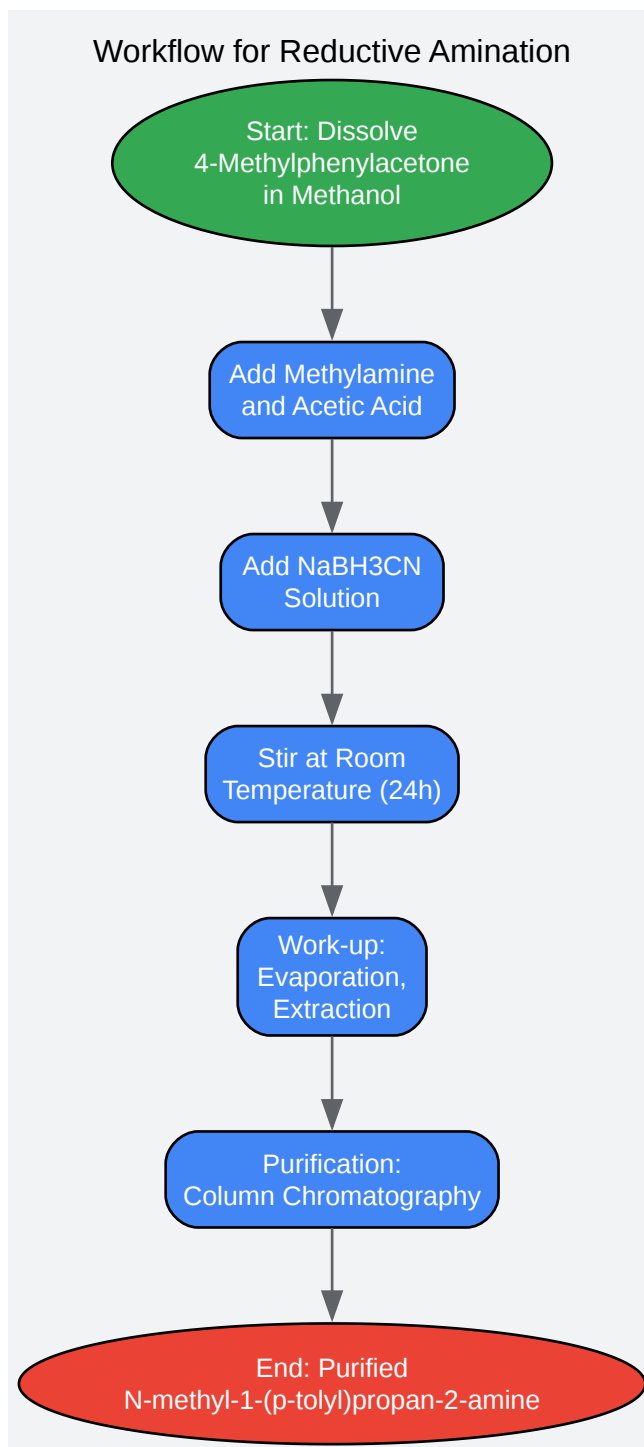 Workflow for Reductive Amination
Start: Dissolve
4-Methylphenylacetone
in Methanol
Add Methylamine
and Acetic Acid
Add NaBH3CN
Solution
Stir at Room
Temperature (24h)
Work-up:
Evaporation,
Extraction
Purification:
Column Chromatography
End: Purified
N-methyl-1-(p-tolyl)propan-2-amine